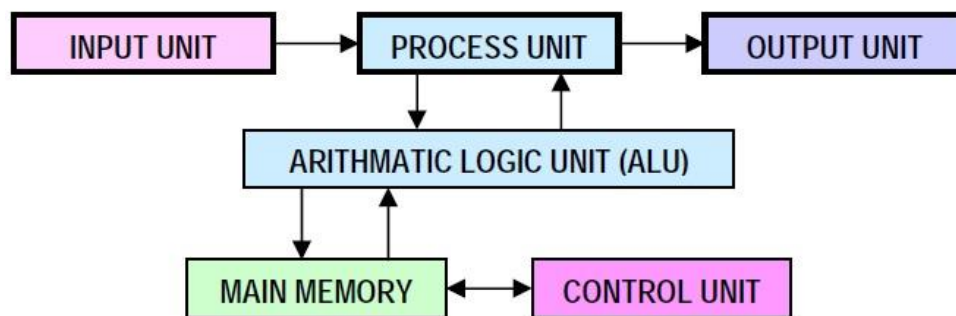 INPUT UNIT
PROCESS UNIT
OUTPUT UNIT
ARITHMATIC LOGIC UNIT (ALU)
MAIN MEMORY
CONTROL UNIT